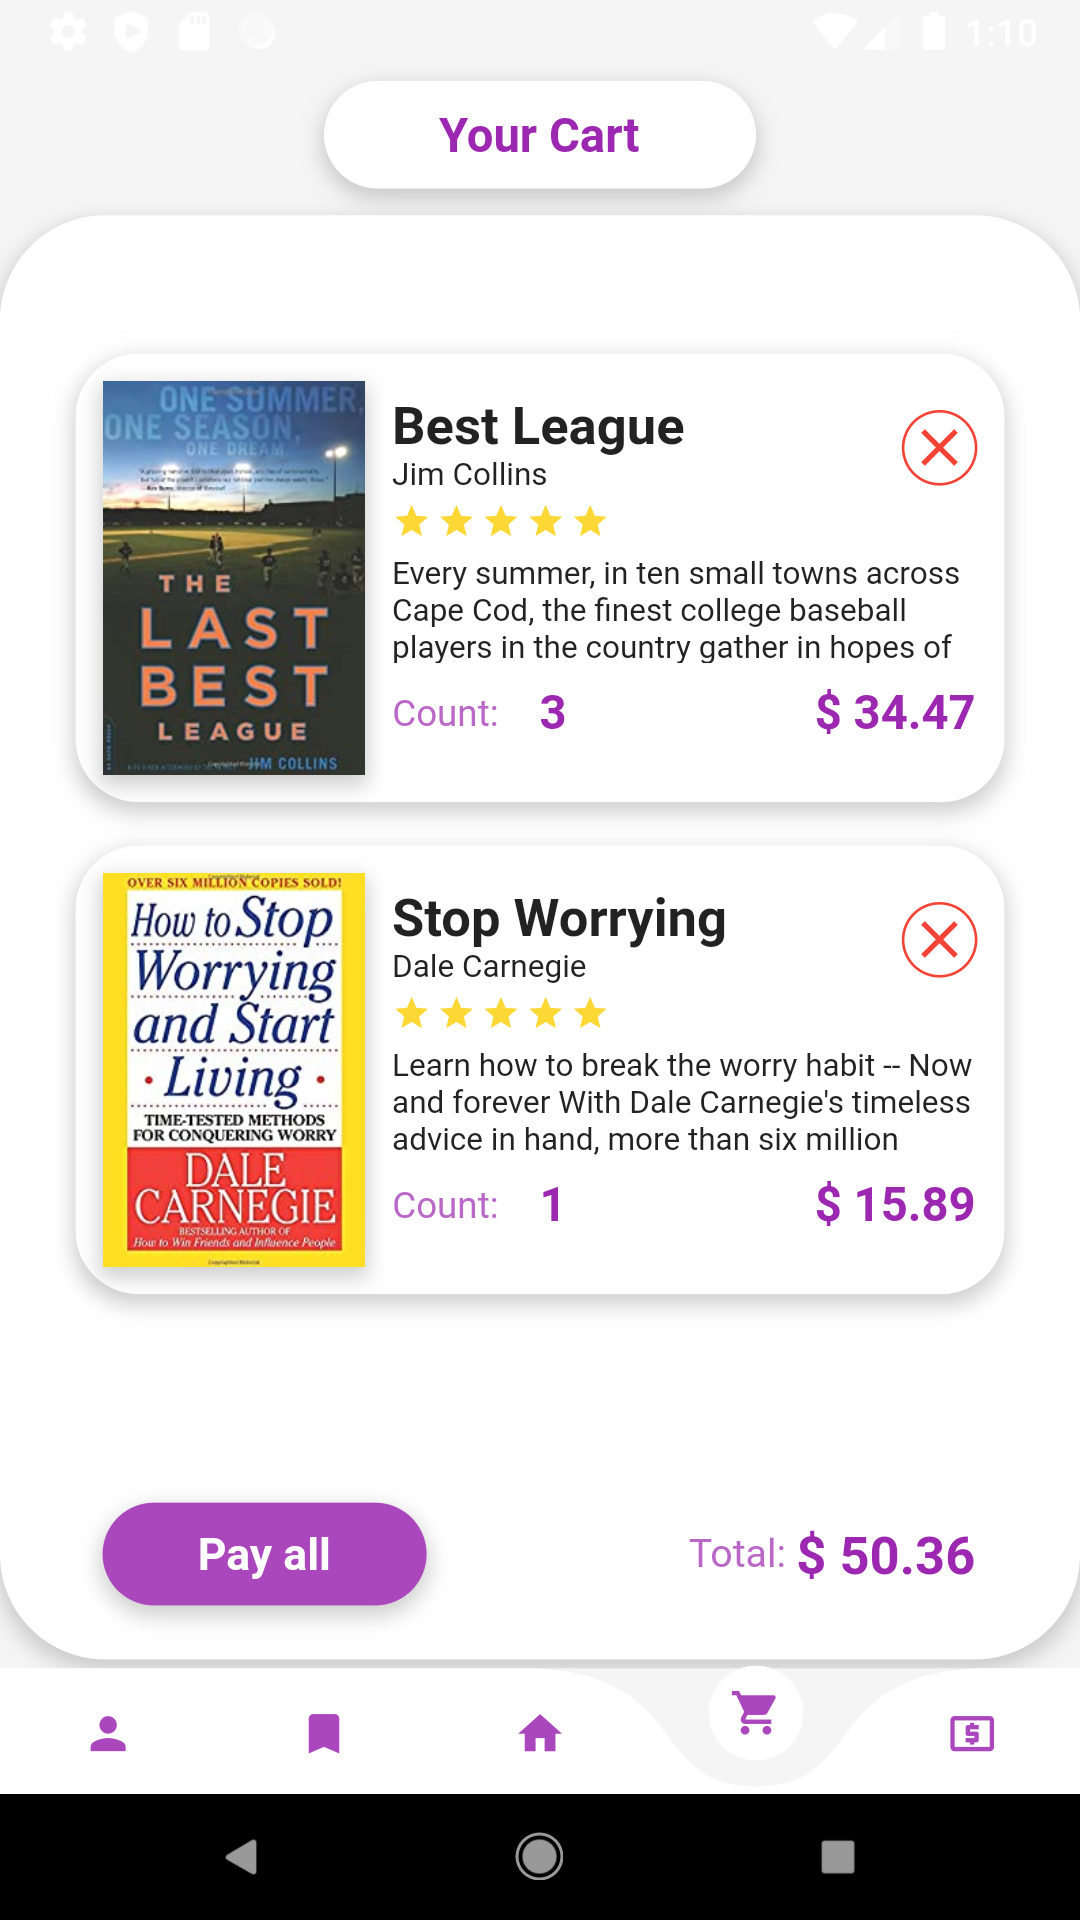 1:10
Your Cart
ONE SUMMER,
ONE SEASON,
ONE DREAM
THE
LAST
BEST
LEAGUE
JIM COLLINS
Best League
Jim Collins
Every summer, in ten small towns across
Cape Cod, the finest college baseball
players in the country gather in hopes of
Count: 3 $ 34.47
OVER SIX MILLION COPIES SOLD!
How to Stop
Worrying
and Start
Living
TIME-TESTED METHODS
FOR CONQUERING WORRY
DALE
CARNEGIE
BESTSELLING AUTHOR OF
How to Win Friends and Influence People
Copyrighted Material
Stop Worrying
Dale Carnegie
Learn how to break the worry habit -- Now
and forever With Dale Carnegie's timeless
advice in hand, more than six million
Count: 1 $ 15.89
Pay all
Total: $ 50.36